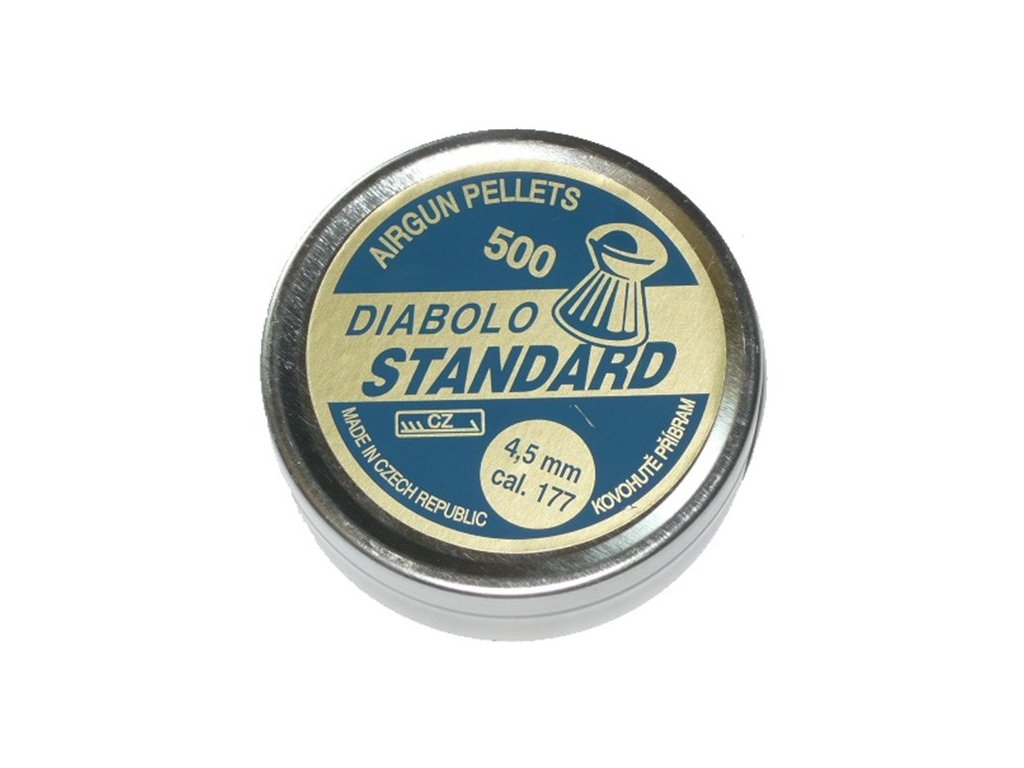 AIRGUN PELLETS
500
DIABOLO
STANDARD
CZ
4,5 mm
cal. 177
MADE IN CZECH REPUBLIC
KOVOHUTĚ PŘÍBRAM